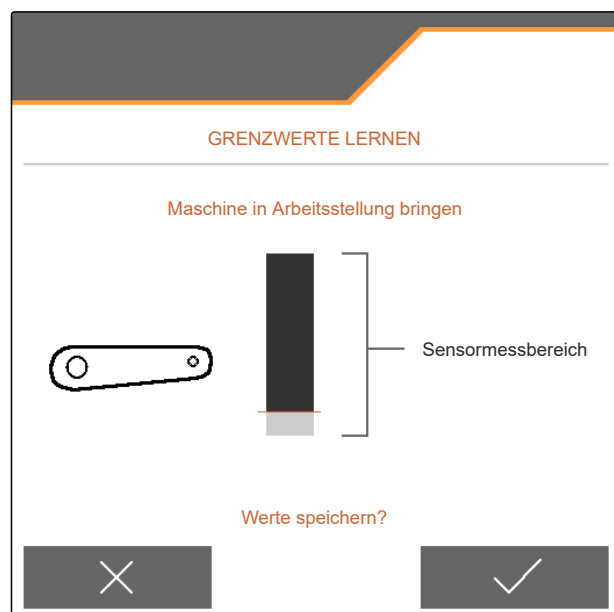 GRENZWERTE LERNEN
Maschine in Arbeitsstellung bringen
Sensormessbereich
Werte speichern?